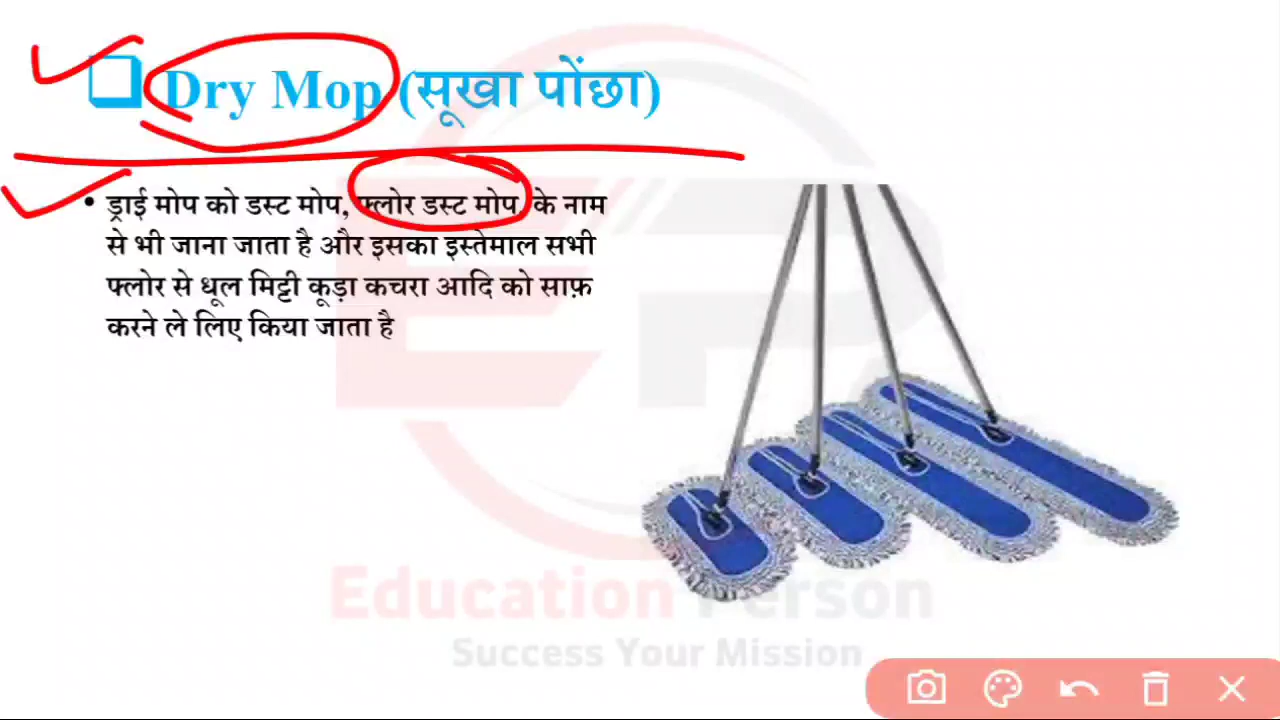 Dry Mop (सूखा पोंछा)
• ड्राई मोप को डस्ट मोप, फ्लोर डस्ट मोप, के नाम
से भी जाना जाता है और इसका इस्तेमाल सभी
फ्लोर से धूल मिट्टी कूड़ा कचरा आदि को साफ़
करने ले लिए किया जाता है
Education Person
Success Your Mission